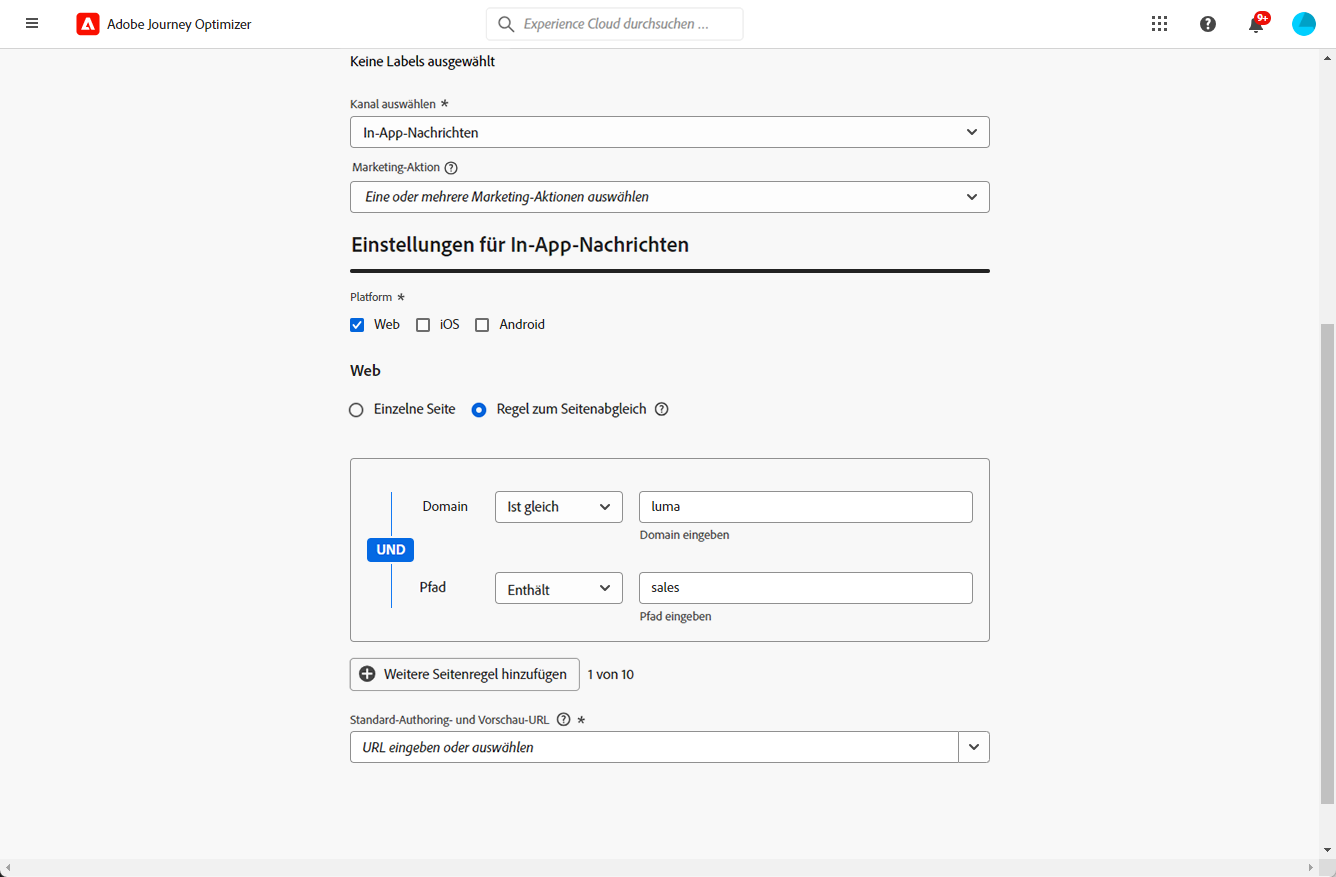 Adobe Journey Optimizer
Experience Cloud durchsuchen ...
9+
Keine Labels ausgewählt
Kanal auswählen *
In-App-Nachrichten
Marketing-Aktion ?
Eine oder mehrere Marketing-Aktionen auswählen
Einstellungen für In-App-Nachrichten
Platform *
Web iOS Android
Web
Einzelne Seite Regel zum Seitenabgleich ?
Domain Ist gleich luma
Domain eingeben
UND
Pfad Enthält sales
Pfad eingeben
Weitere Seitenregel hinzufügen 1 von 10
Standard-Authoring- und Vorschau-URL ? *
URL eingeben oder auswählen